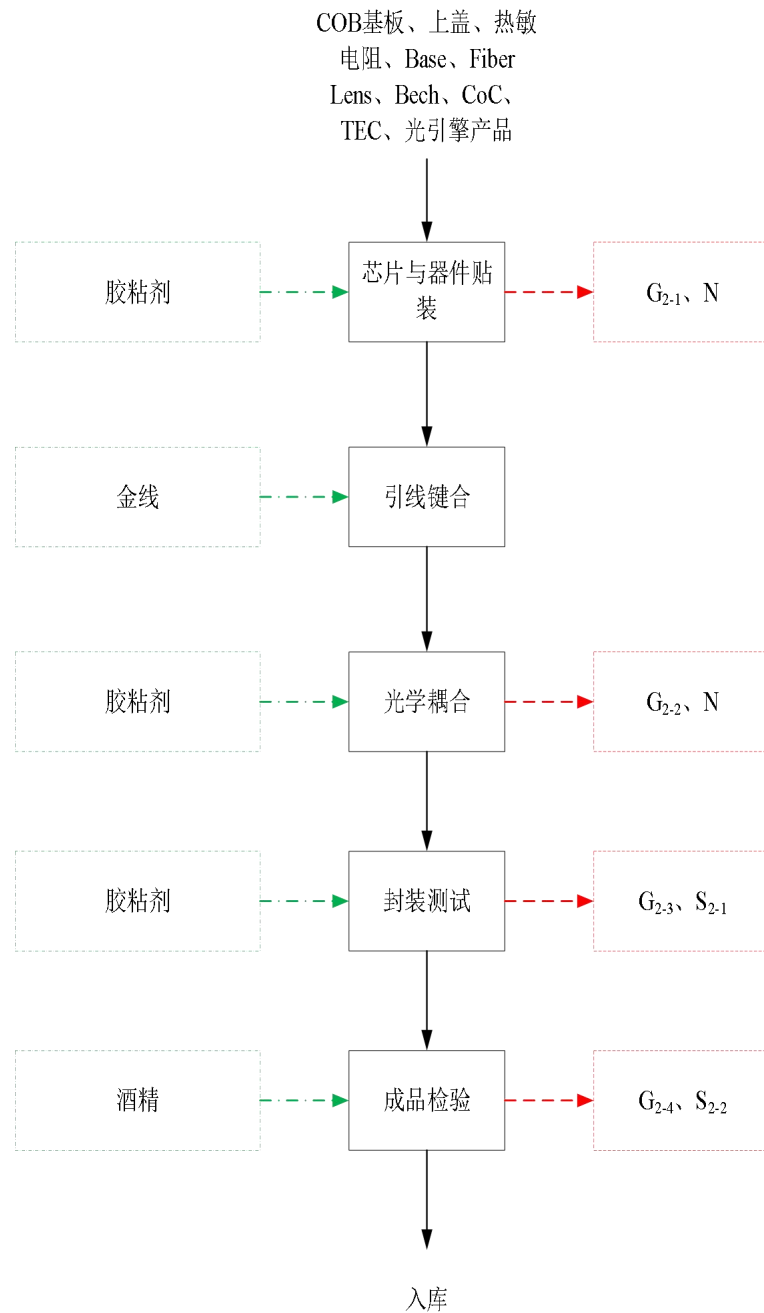 COB基板、上盖、热敏
电阻、Base、Fiber
Lens、Bech、CoC、
TEC、光引擎产品
胶粘剂
芯片与器件贴
装
G2-1、N
金线
引线键合
胶粘剂
光学耦合
G2-2、N
胶粘剂
封装测试
G2-3、S2-1
酒精
成品检验
G2-4、S2-2
入库